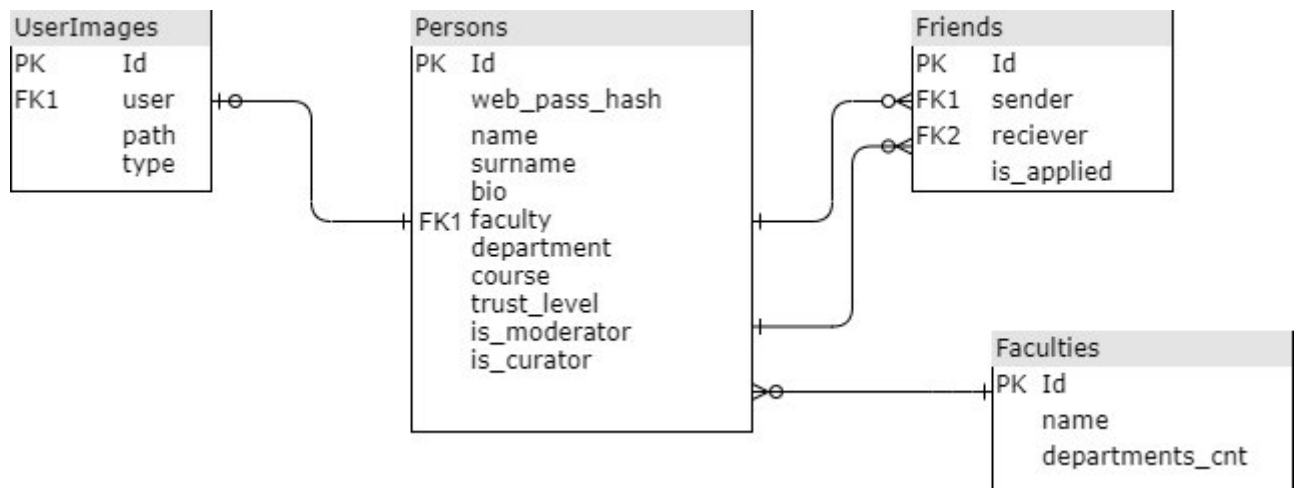 UserImages
PK Id
FK1 user
path
type
Persons
PK Id
web_pass_hash
name
surname
bio
FK1 faculty
department
course
trust_level
is_moderator
is_curator
Friends
PK Id
FK1 sender
FK2 reciever
is_applied
Faculties
PK Id
name
departments_cnt